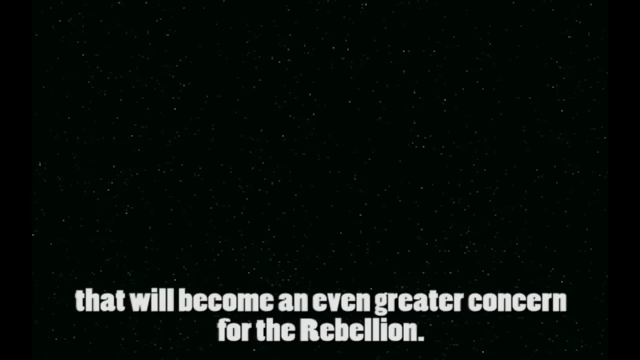 that will become an even greater concern
for the Rebellion.